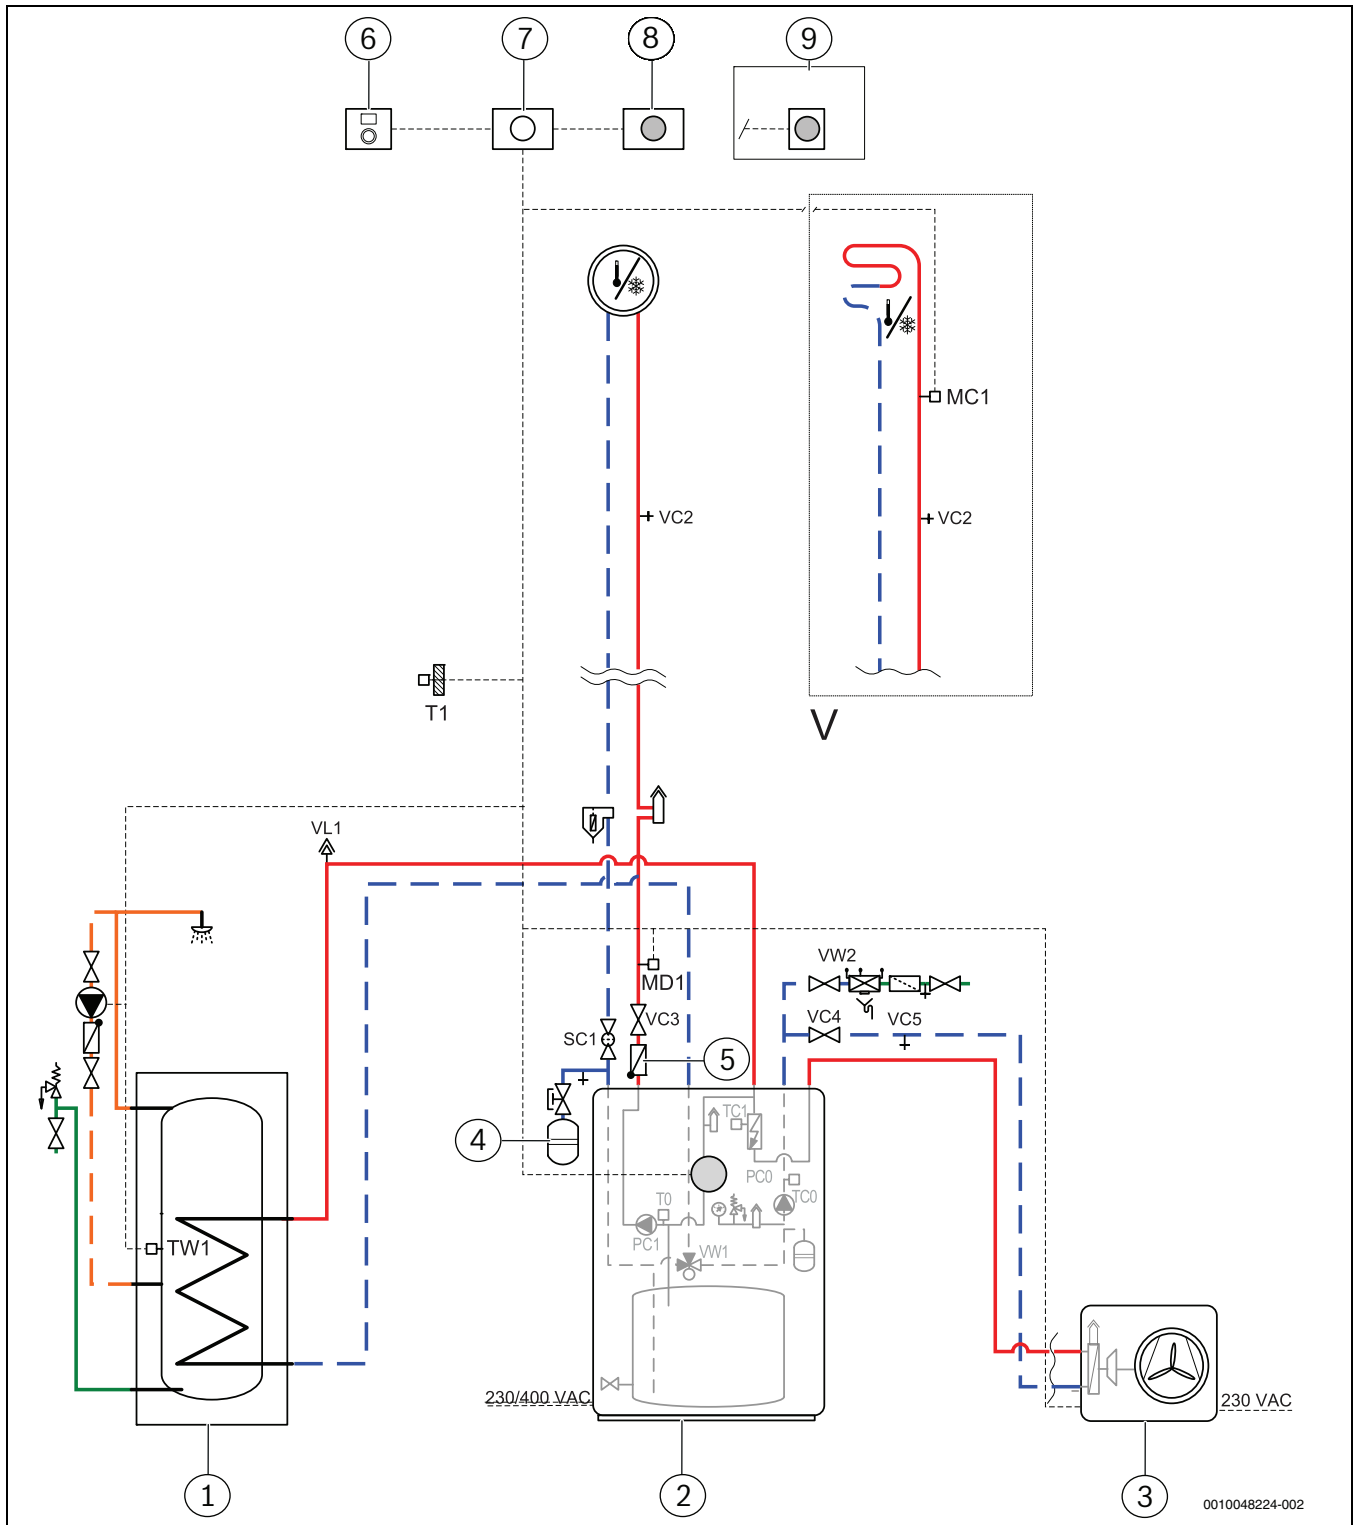 6
7
8
9
MC1
VC2
VC2
T1
V
VL1
VW2
MD1
VC3
VC4
VC5
SC1
5
TC1
4
PC0
T0
TC0
PC1
VW1
TW1
230/400 VAC
230 VAC
1
2
3
0010048224-002